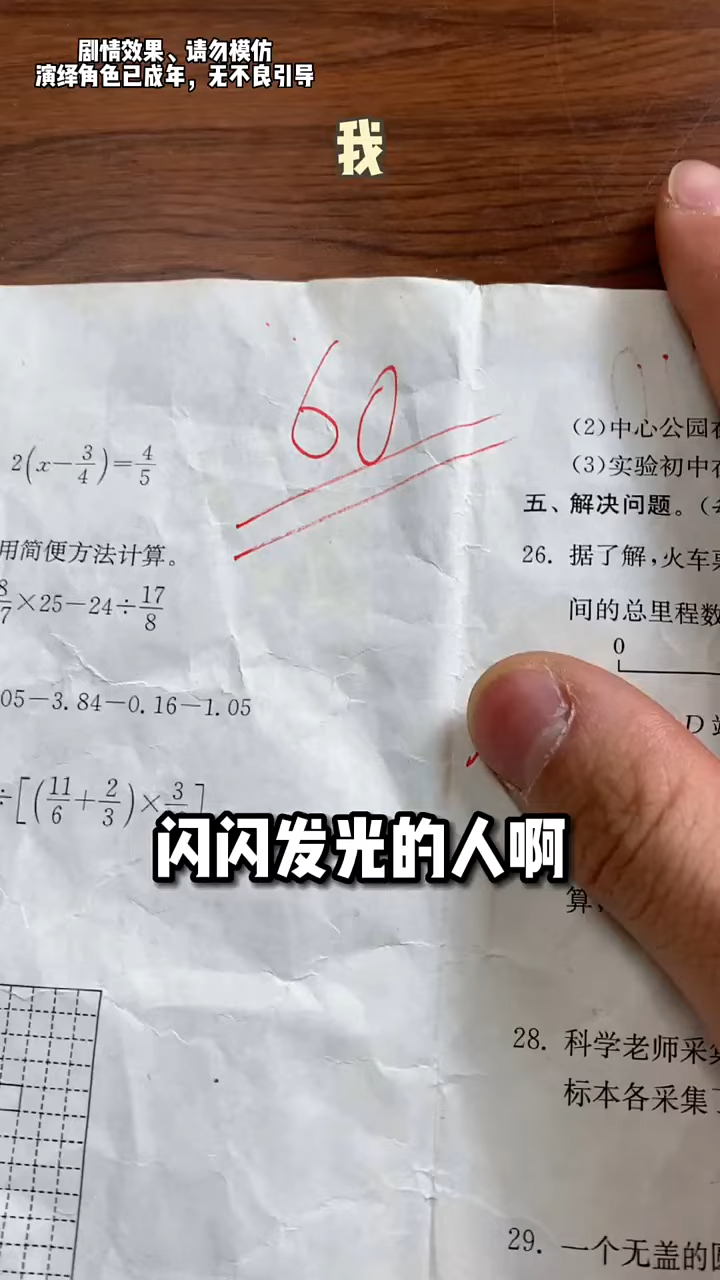 剧情效果、请勿模仿
演绎角色已成年，无不良引导
我
60
2(x−3/4)=4/5
用简便方法计算。
×25−24÷17/8
05−3.84−0.16−1.05
÷[(11/6+2/3)×3/
闪闪发光的人啊
(2)中心公园在
(3)实验初中在
五、解决问题。(
26. 据了解,火车
间的总里程数
0
D 站
算,
28. 科学老师采集
标本各采集了
29. 一个无盖的